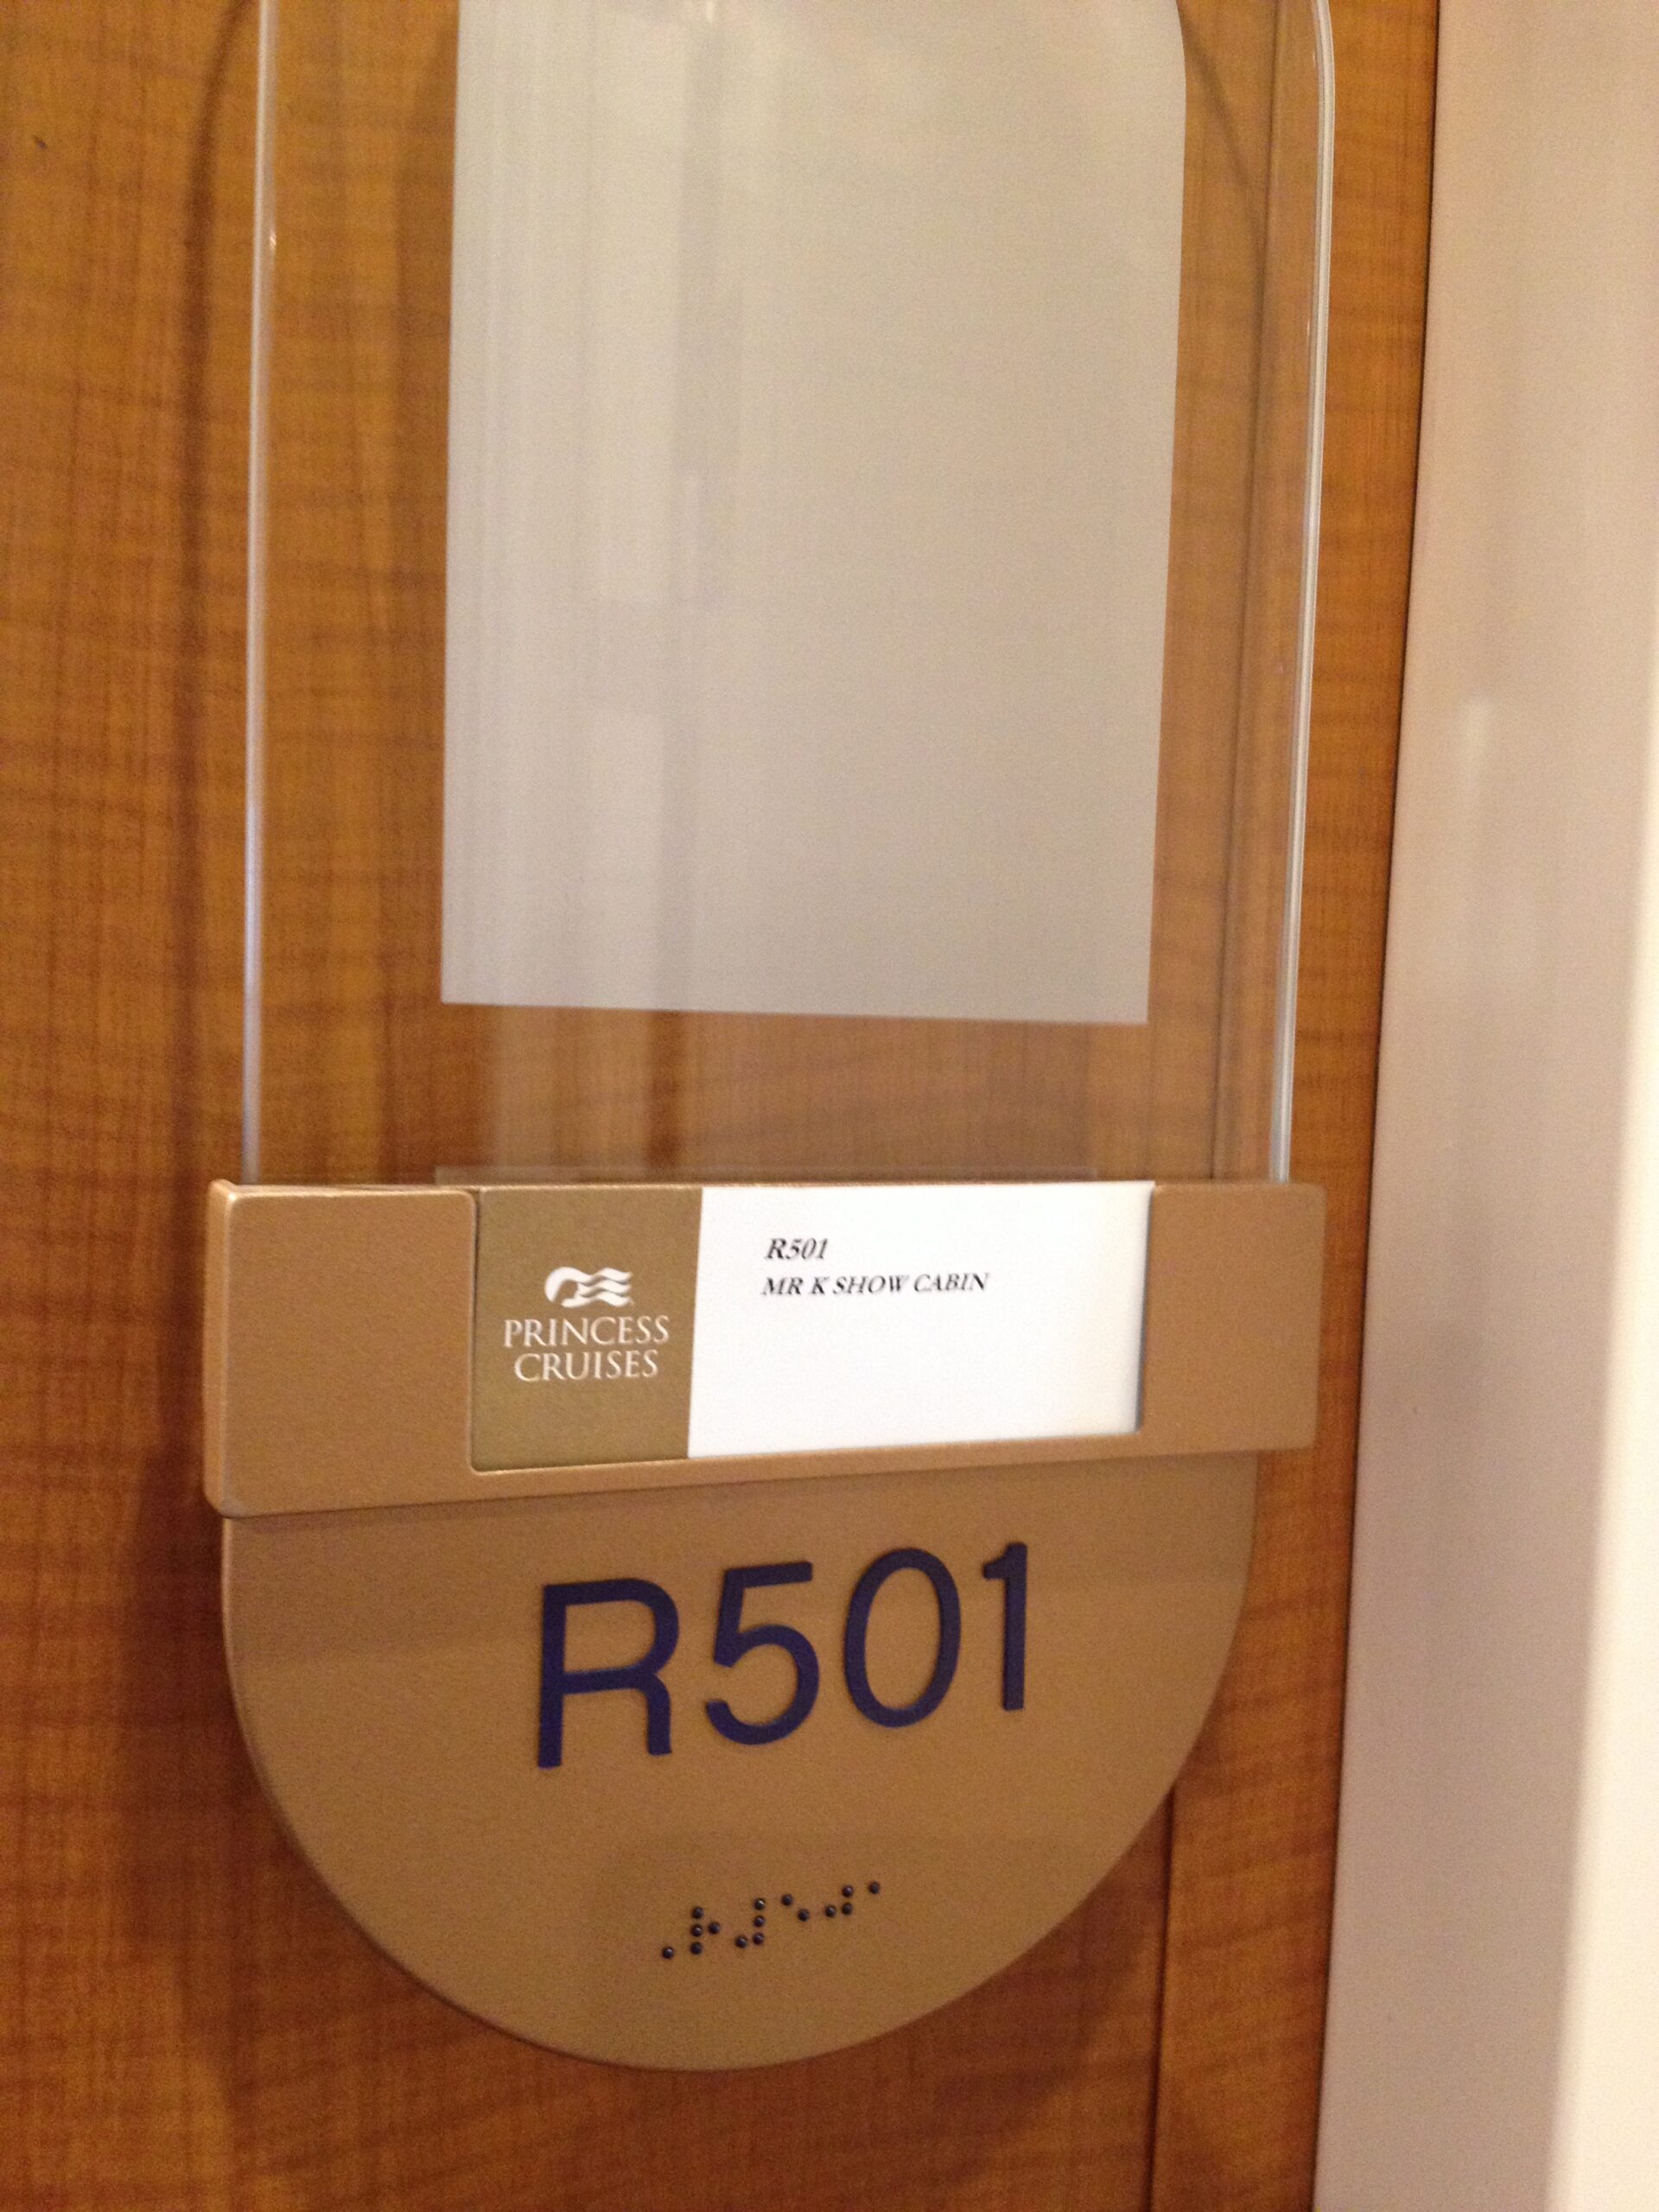 R501
MR K SHOW CABIN
PRINCESS
CRUISES
R501
⠠⠗⠼⠑⠚⠁